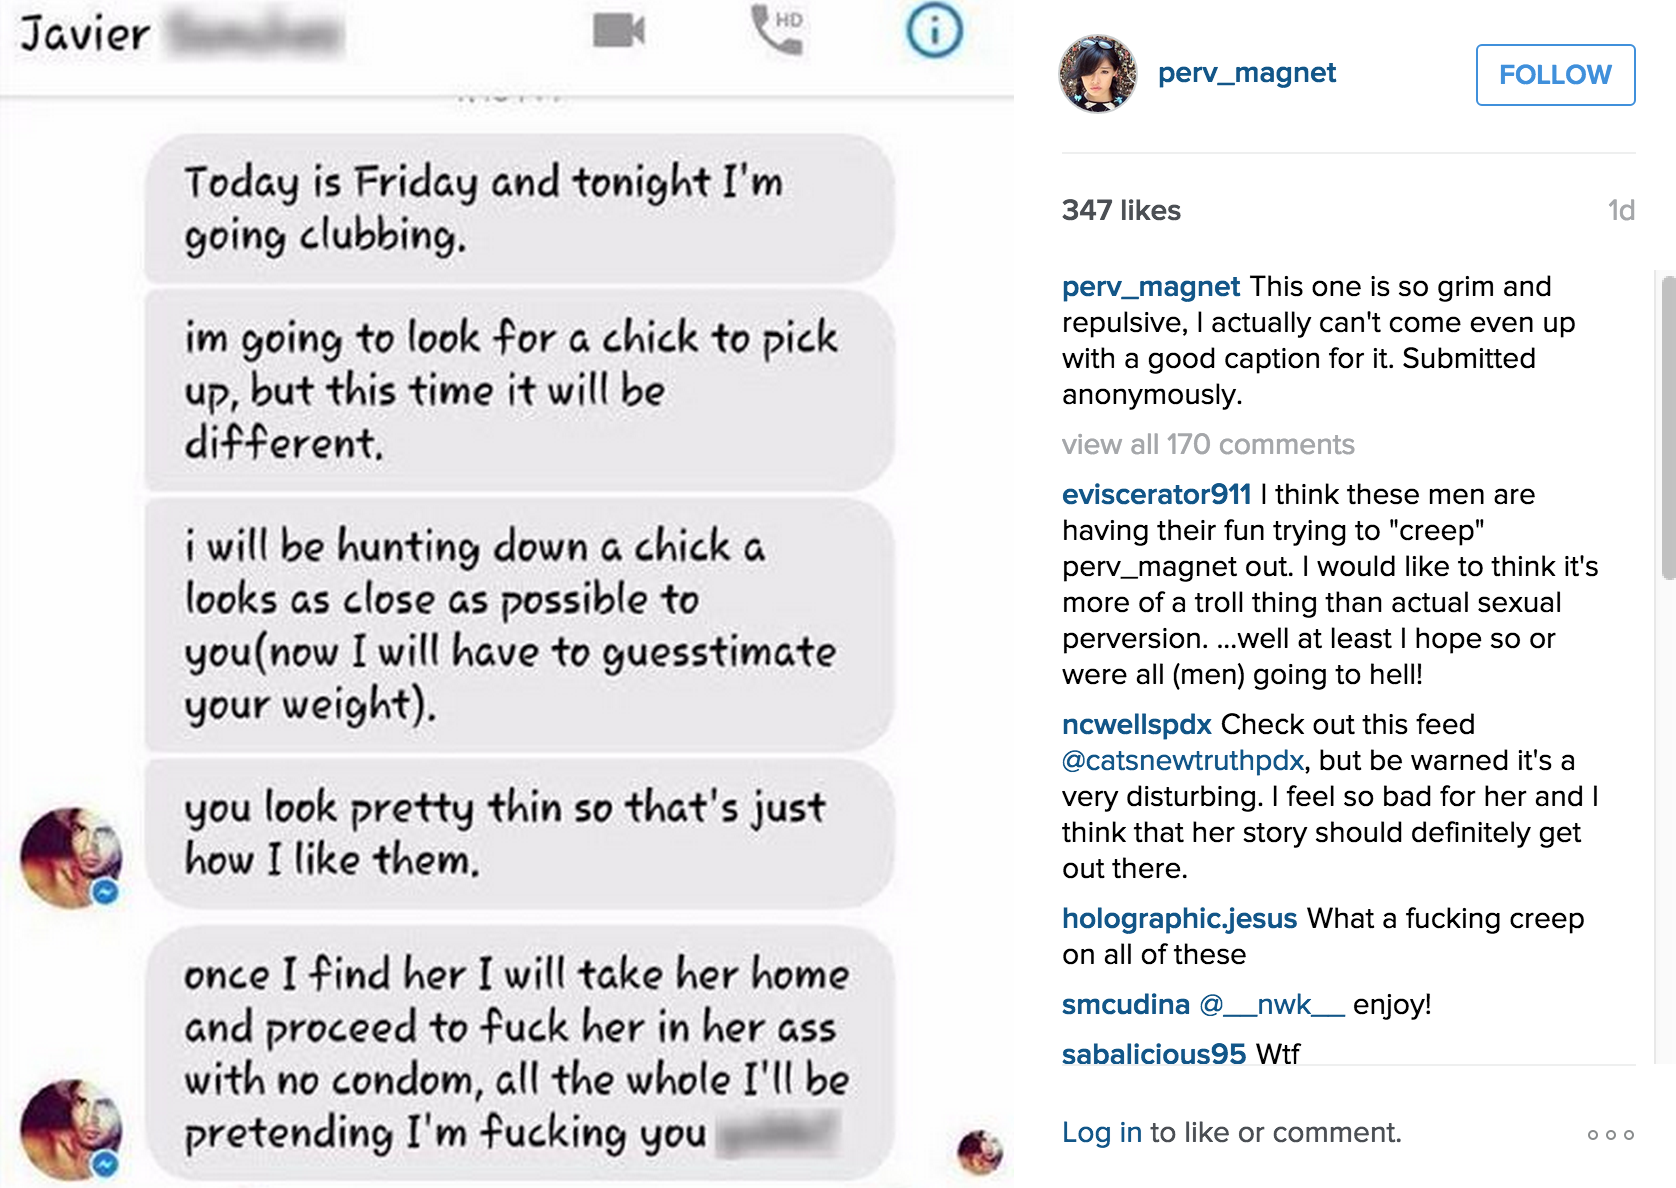 Javier
HD
Today is Friday and tonight I'm
going clubbing.
im going to look for a chick to pick
up, but this time it will be
different.
i will be hunting down a chick a
looks as close as possible to
you(now I will have to guesstimate
your weight).
you look pretty thin so that's just
how I like them.
once I find her I will take her home
and proceed to fuck her in her ass
with no condom, all the whole I'll be
pretending I'm fucking you
perv_magnet
FOLLOW
347 likes
1d
perv_magnet This one is so grim and
repulsive, I actually can't come even up
with a good caption for it. Submitted
anonymously.
view all 170 comments
eviscerator911 I think these men are
having their fun trying to "creep"
perv_magnet out. I would like to think it's
more of a troll thing than actual sexual
perversion. ...well at least I hope so or
were all (men) going to hell!
ncwellspdx Check out this feed
@catsnewtruthpdx, but be warned it's a
very disturbing. I feel so bad for her and I
think that her story should definitely get
out there.
holographic.jesus What a fucking creep
on all of these
smcudina @__nwk__ enjoy!
sabalicious95 Wtf
Log in to like or comment.